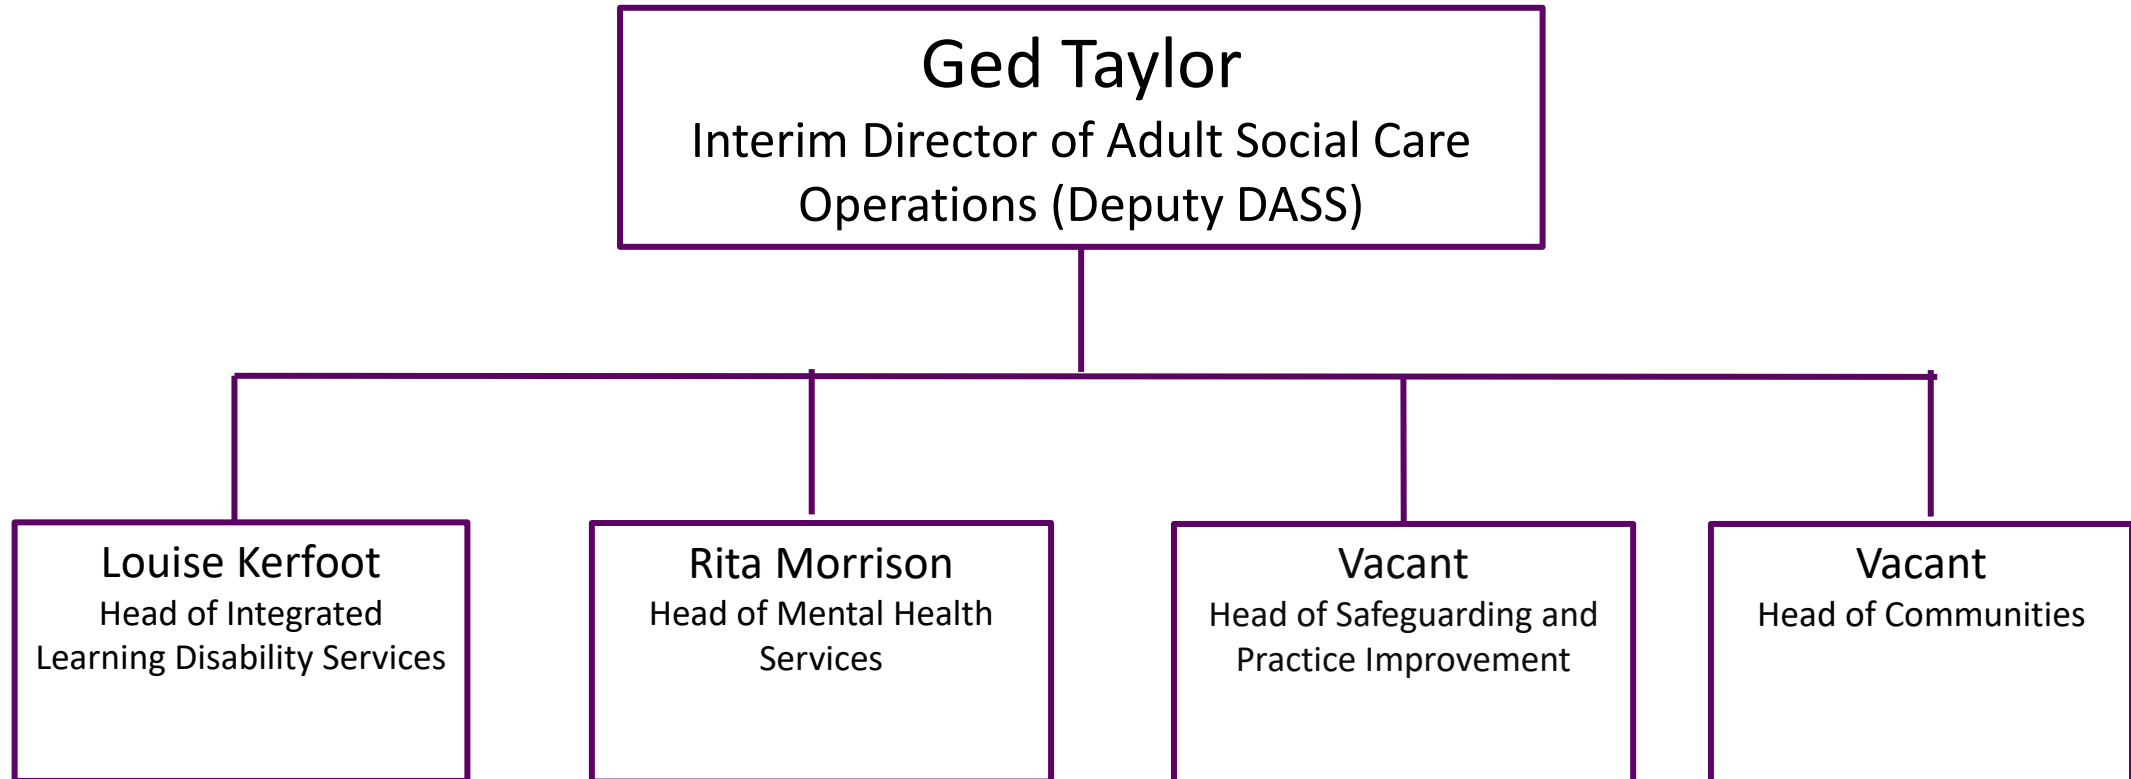 Ged Taylor
Interim Director of Adult Social Care
Operations (Deputy DASS)
Louise Kerfoot
Head of Integrated
Learning Disability Services
Rita Morrison
Head of Mental Health
Services
Vacant
Head of Safeguarding and
Practice Improvement
Vacant
Head of Communities